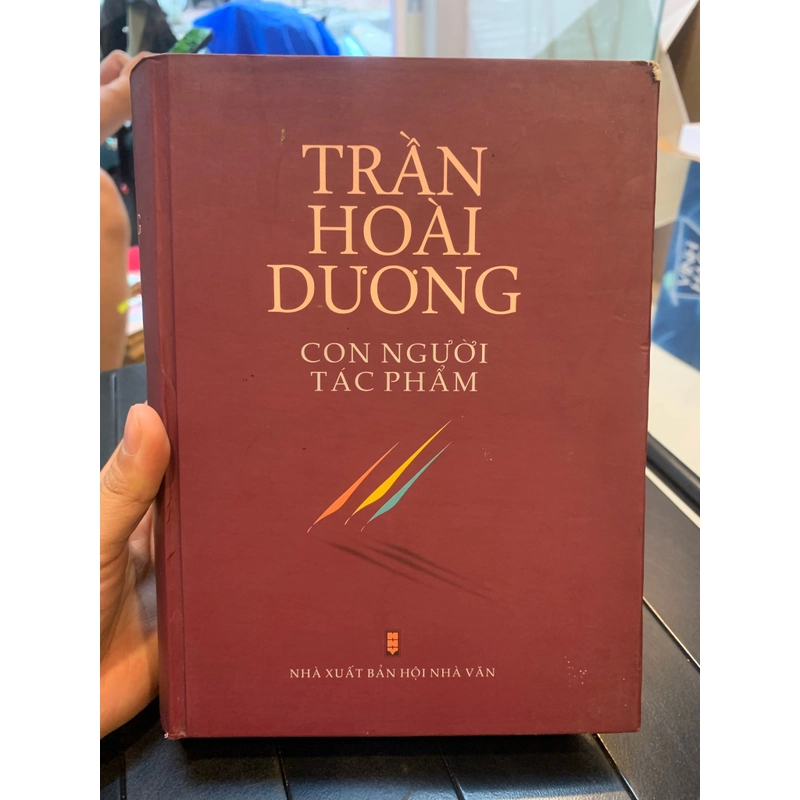 TRẦN
HOÀI
DƯƠNG
CON NGƯỜI
TÁC PHẨM
NHÀ XUẤT BẢN HỘI NHÀ VĂN